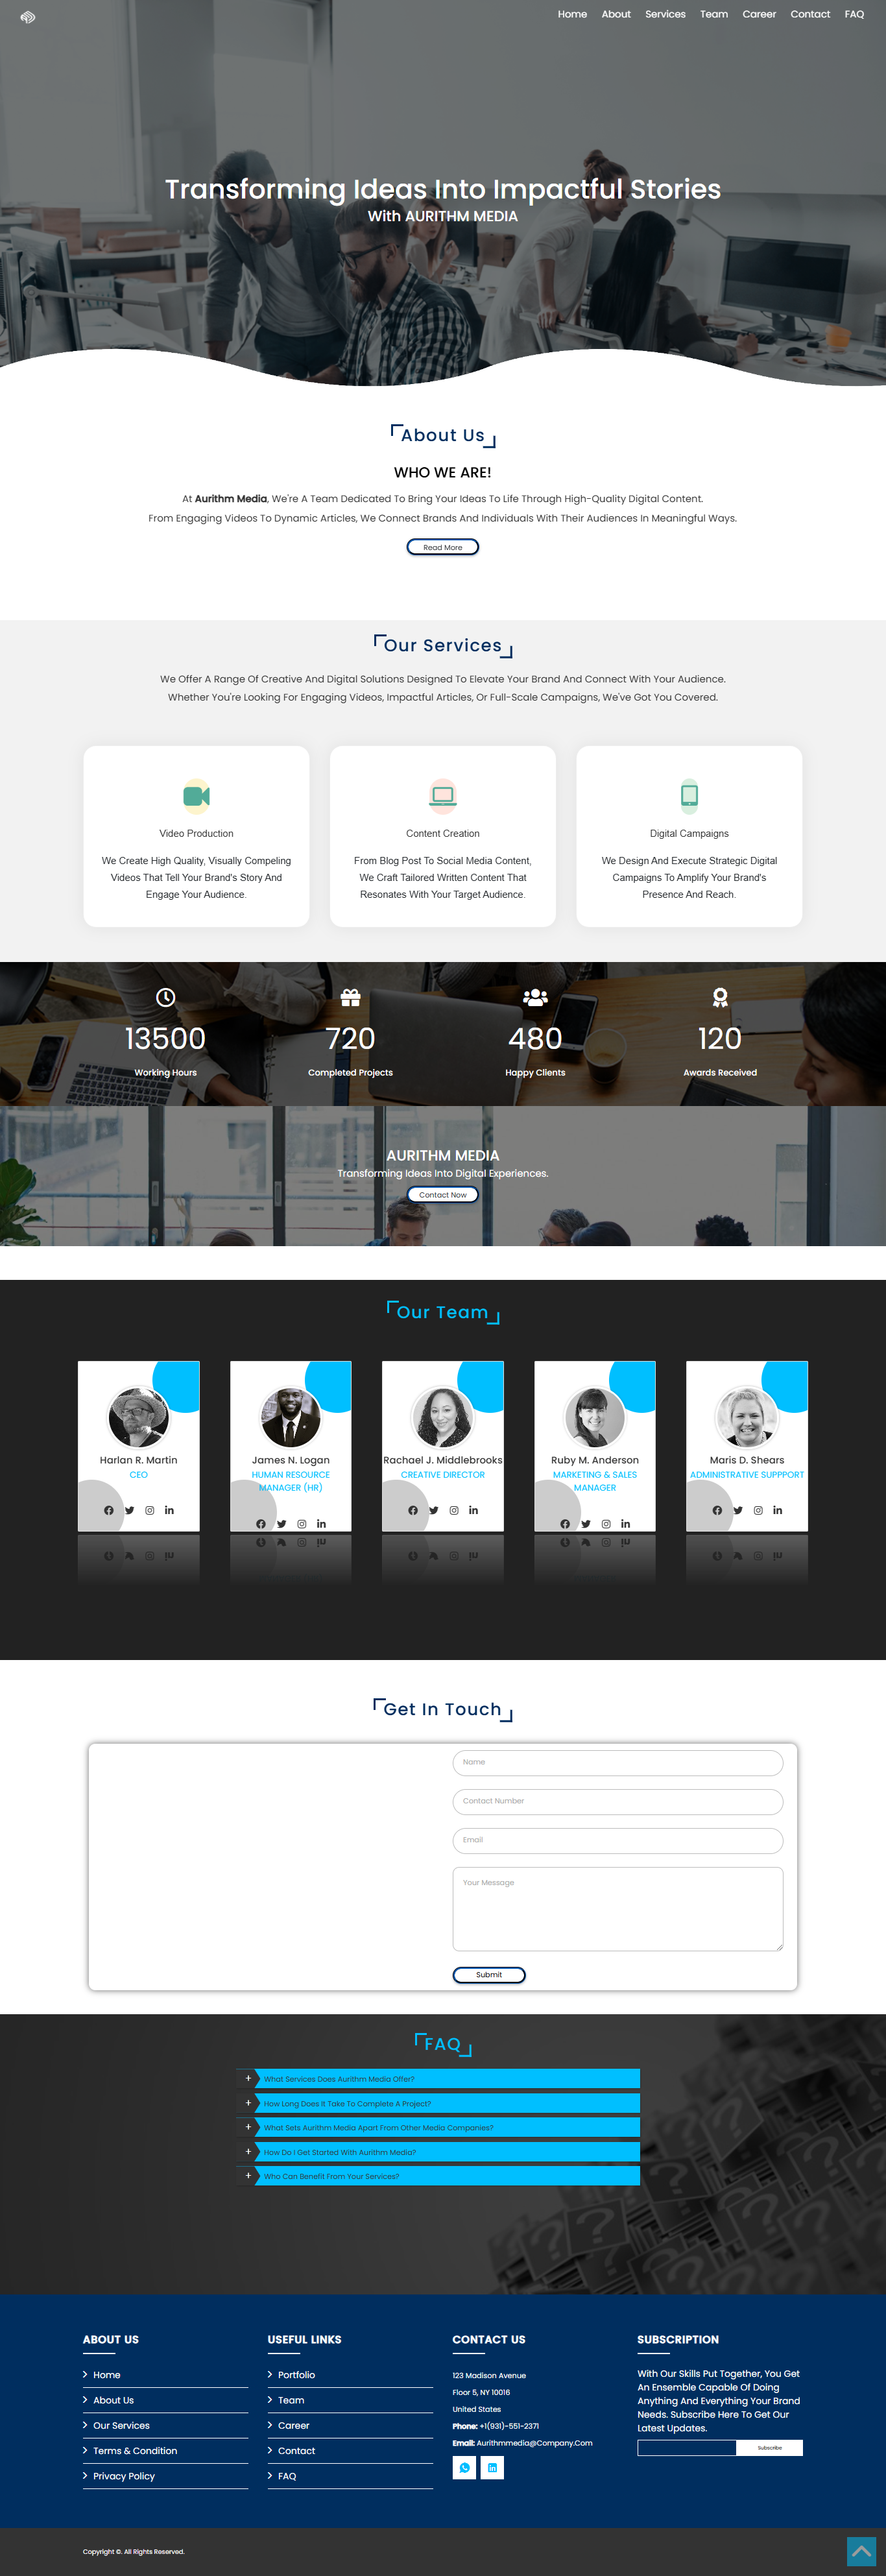 Home About Services Team Career Contact FAQ
Transforming Ideas Into Impactful Stories
With AURITHM MEDIA
About Us
WHO WE ARE!
At Aurithm Media, We're A Team Dedicated To Bring Your Ideas To Life Through High-Quality Digital Content.
From Engaging Videos To Dynamic Articles, We Connect Brands And Individuals With Their Audiences In Meaningful Ways.
Read More
Our Services
We Offer A Range Of Creative And Digital Solutions Designed To Elevate Your Brand And Connect With Your Audience.
Whether You're Looking For Engaging Videos, Impactful Articles, Or Full-Scale Campaigns, We've Got You Covered.
Video Production
We Create High Quality, Visually Compeling
Videos That Tell Your Brand's Story And
Engage Your Audience.
Content Creation
From Blog Post To Social Media Content,
We Craft Tailored Written Content That
Resonates With Your Target Audience.
Digital Campaigns
We Design And Execute Strategic Digital
Campaigns To Amplify Your Brand's
Presence And Reach.
13500
Working Hours
720
Completed Projects
480
Happy Clients
120
Awards Received
AURITHM MEDIA
Transforming Ideas Into Digital Experiences.
Contact Now
Our Team
Harlan R. Martin
CEO
James N. Logan
HUMAN RESOURCE
MANAGER (HR)
Rachael J. Middlebrooks
CREATIVE DIRECTOR
Ruby M. Anderson
MARKETING & SALES
MANAGER
Maris D. Shears
ADMINISTRATIVE SUPPPORT
Get In Touch
Name
Contact Number
Email
Your Message
Submit
FAQ
+ What Services Does Aurithm Media Offer?
+ How Long Does It Take To Complete A Project?
+ What Sets Aurithm Media Apart From Other Media Companies?
+ How Do I Get Started With Aurithm Media?
+ Who Can Benefit From Your Services?
ABOUT US
Home
About Us
Our Services
Terms & Condition
Privacy Policy
USEFUL LINKS
Portfolio
Team
Career
Contact
FAQ
CONTACT US
123 Madison Avenue
Floor 5, NY 10016
United States
Phone: +1(931)-551-2371
Email: Aurithmmedia@Company.Com
SUBSCRIPTION
With Our Skills Put Together, You Get
An Ensemble Capable Of Doing
Anything And Everything Your Brand
Needs. Subscribe Here To Get Our
Latest Updates.
Subscribe
Copyright ©. All Rights Reserved.